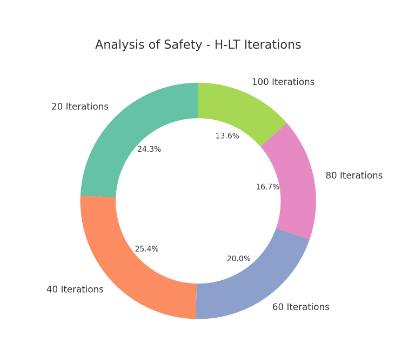 Analysis of Safety - H-LT Iterations
100 Iterations
20 Iterations
13.6%
24.3%
80 Iterations
16.7%
25.4%
20.0%
40 Iterations
60 Iterations